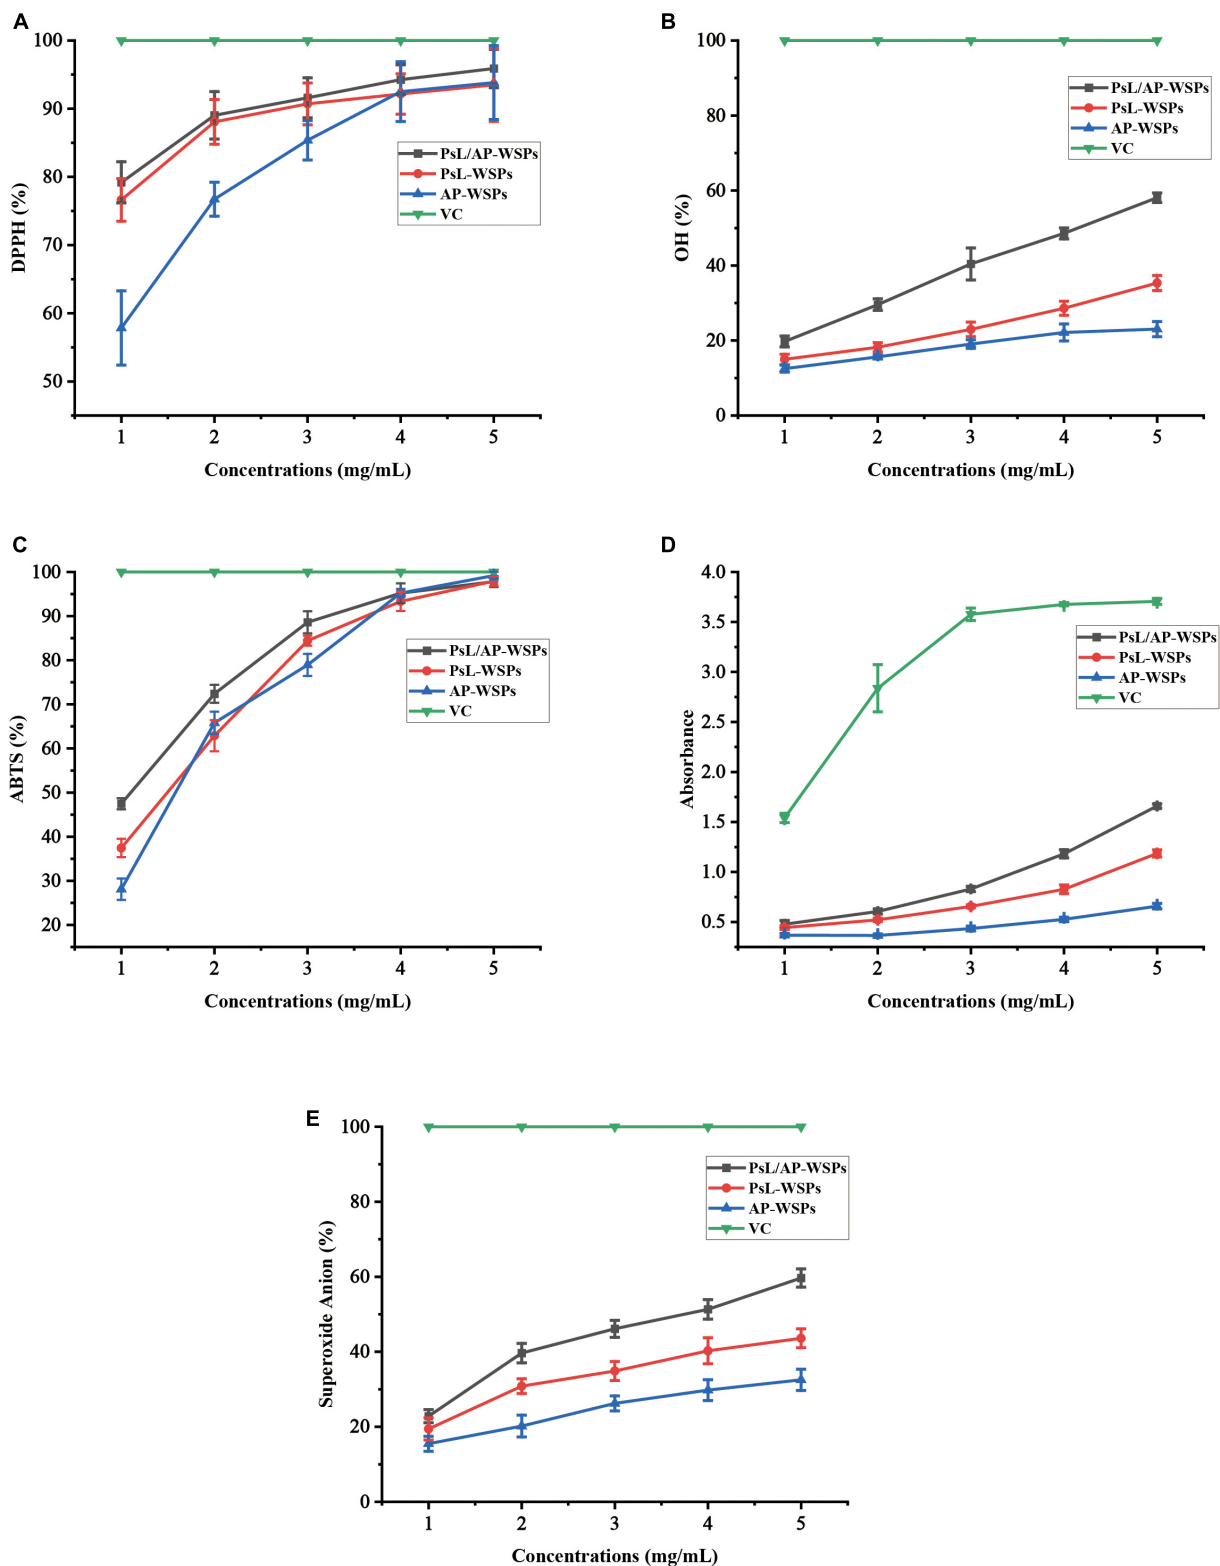 A
100
90
80
70
60
50
DPPH (%)
PsL/AP-WSPs
PsL-WSPs
AP-WSPs
VC
1 2 3 4 5
Concentrations (mg/mL)
B
100
80
60
40
20
0
OH (%)
PsL/AP-WSPs
PsL-WSPs
AP-WSPs
VC
1 2 3 4 5
Concentrations (mg/mL)
C
100
90
80
70
60
50
40
30
20
ABTS (%)
PsL/AP-WSPs
PsL-WSPs
AP-WSPs
VC
1 2 3 4 5
Concentrations (mg/mL)
D
4.0
3.5
3.0
2.5
2.0
1.5
1.0
0.5
Absorbance
PsL/AP-WSPs
PsL-WSPs
AP-WSPs
VC
1 2 3 4 5
Concentrations (mg/mL)
E
100
80
60
40
20
0
Superoxide Anion (%)
PsL/AP-WSPs
PsL-WSPs
AP-WSPs
VC
1 2 3 4 5
Concentrations (mg/mL)